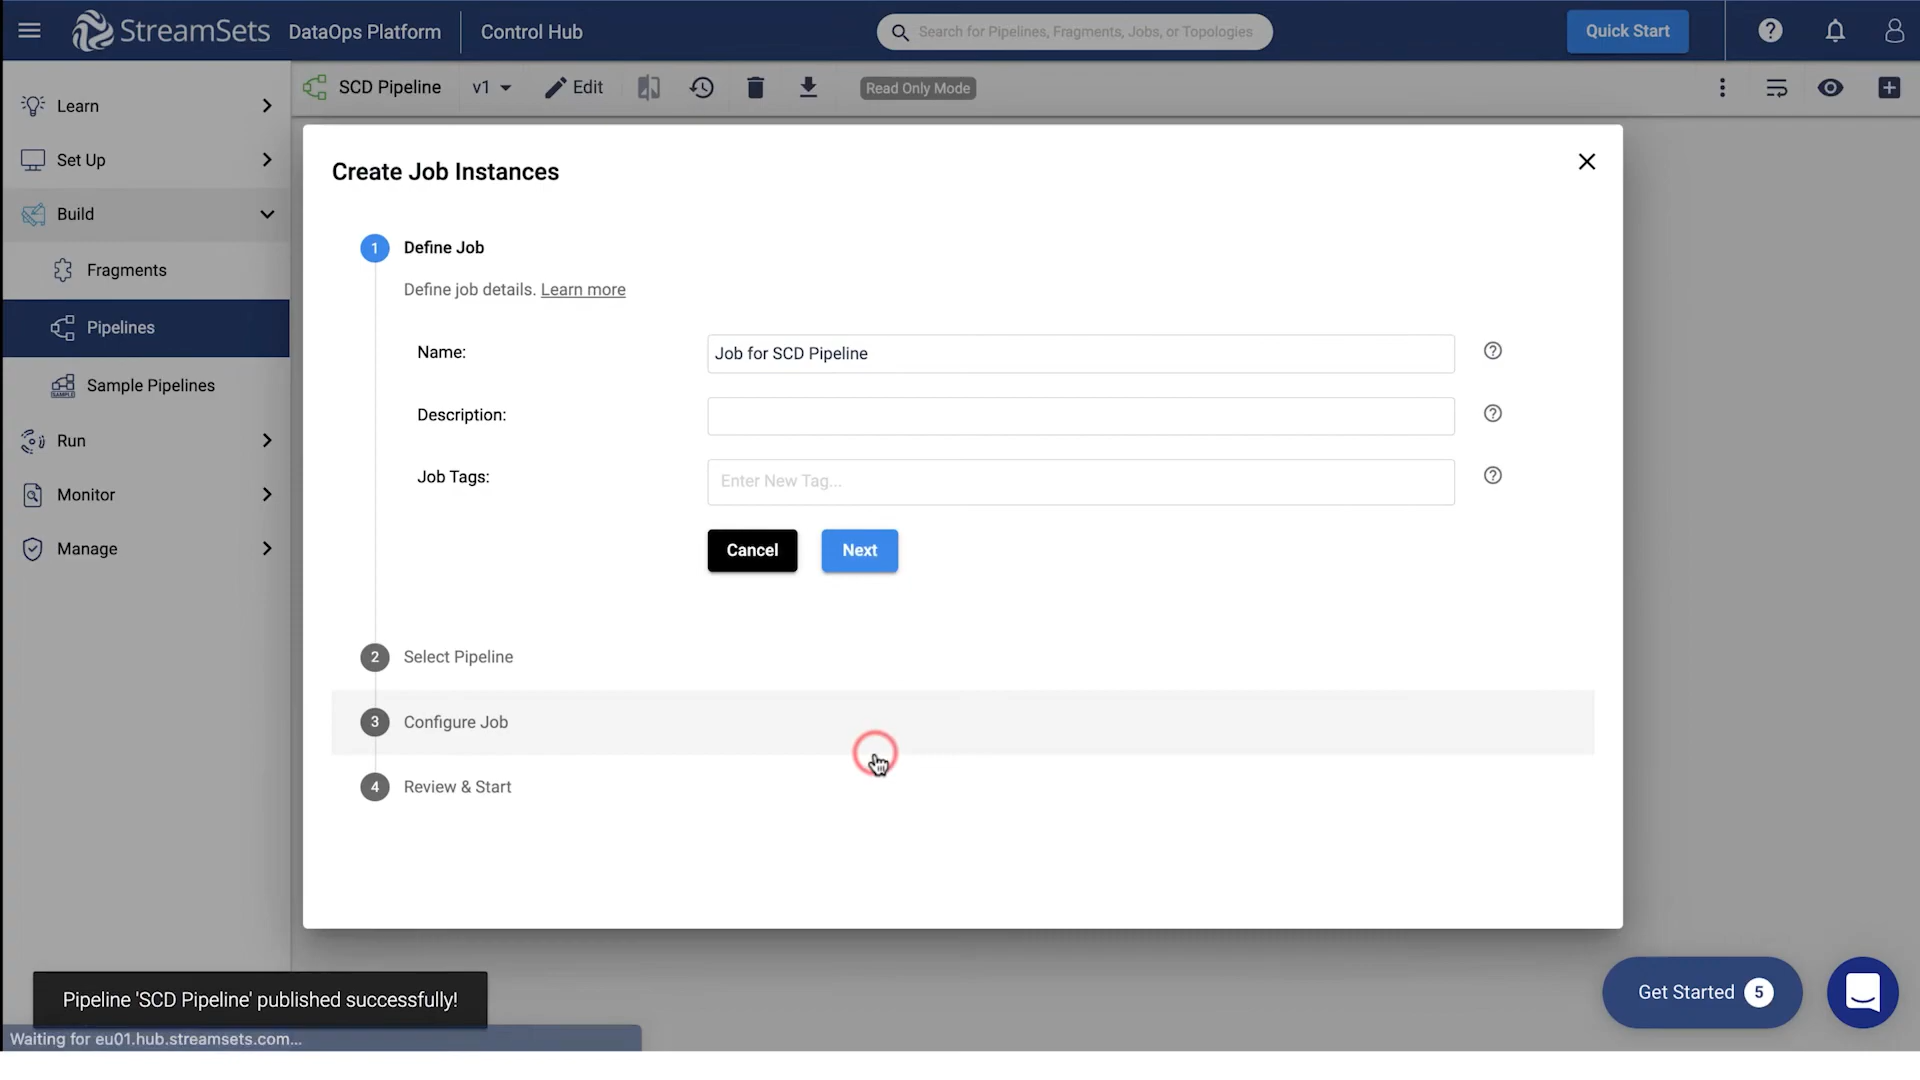 StreamSets DataOps Platform Control Hub
Search for Pipelines, Fragments, Jobs, or Topologies
Quick Start
SCD Pipeline v1 Edit
Read Only Mode
Learn
Set Up
Build
Fragments
Pipelines
SAMPLE
Sample Pipelines
Run
Monitor
Manage
Create Job Instances
1 Define Job
Define job details. Learn more
Name: Job for SCD Pipeline
Description:
Job Tags: Enter New Tag...
Cancel Next
2 Select Pipeline
3 Configure Job
4 Review & Start
Pipeline 'SCD Pipeline' published successfully!
Get Started 5
Waiting for eu01.hub.streamsets.com...